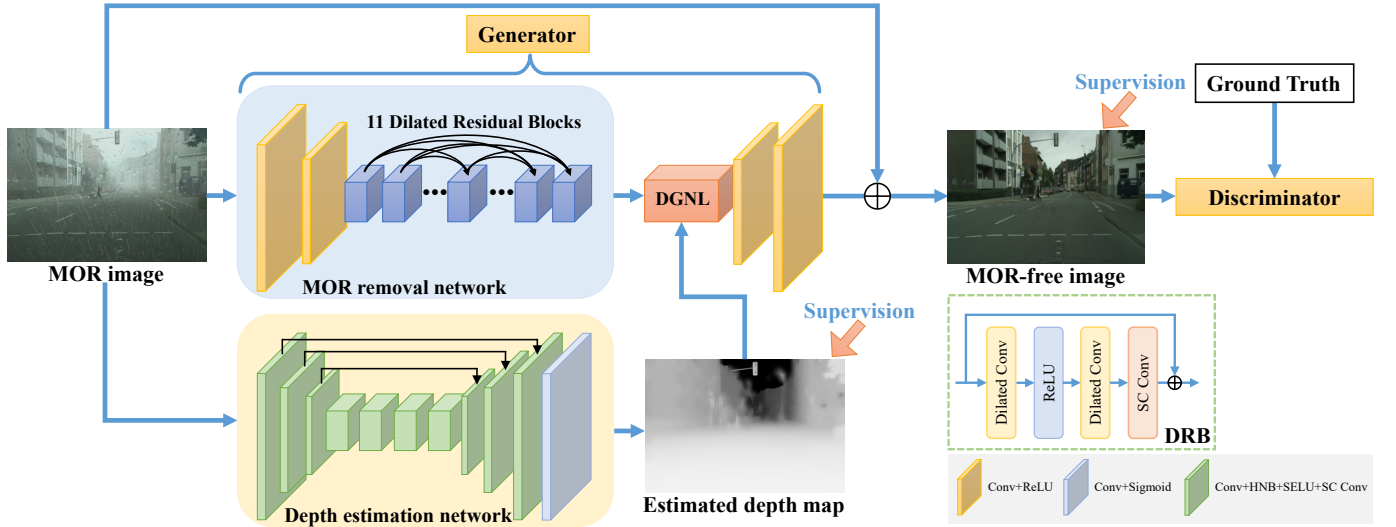 Generator
Supervision
Ground Truth
11 Dilated Residual Blocks
DGNL
Discriminator
MOR image
MOR removal network
MOR-free image
Supervision
Dilated Conv
ReLU
Dilated Conv
SC Conv
DRB
Estimated depth map
Depth estimation network
Conv+ReLU
Conv+Sigmoid
Conv+HNB+SELU+SC Conv